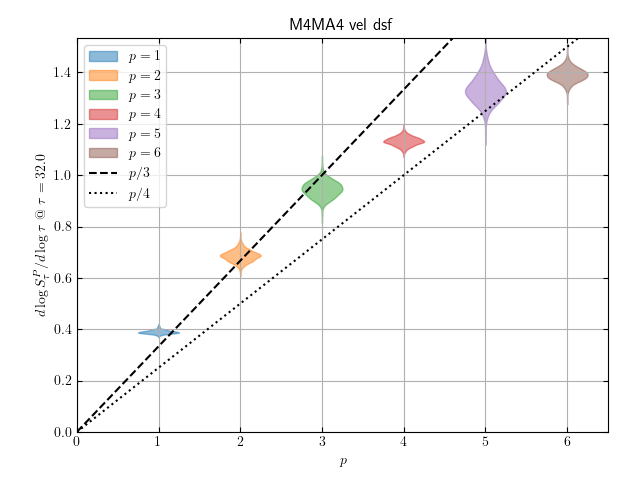 M4MA4 vel dsf
p = 1
p = 2
p = 3
p = 4
p = 5
p = 6
p/3
p/4
d log S_τ^P / d log τ @ τ = 32.0
1.4
1.2
1.0
0.8
0.6
0.4
0.2
0.0
0 1 2 3 4 5 6
p